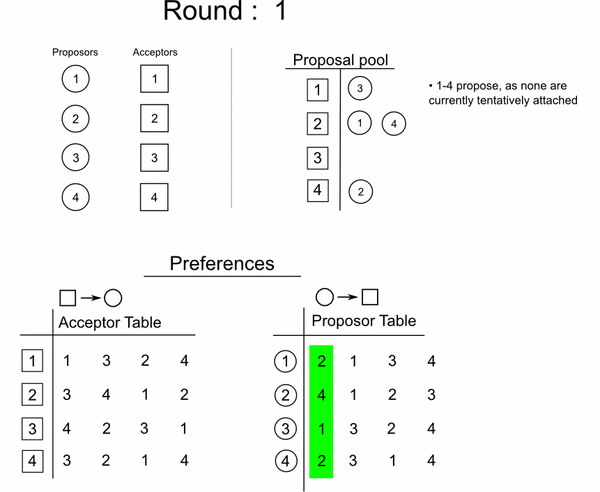 Round : 1
Proposors Acceptors
1 1
2 2
3 3
4 4
Proposal pool
1 3
2 1 4
3
4 2
• 1-4 propose, as none are
currently tentatively attached
Preferences
Acceptor Table
1 1 3 2 4
2 3 4 1 2
3 4 2 3 1
4 3 2 1 4
Proposor Table
1 2 1 3 4
2 4 1 2 3
3 1 3 2 4
4 2 3 1 4